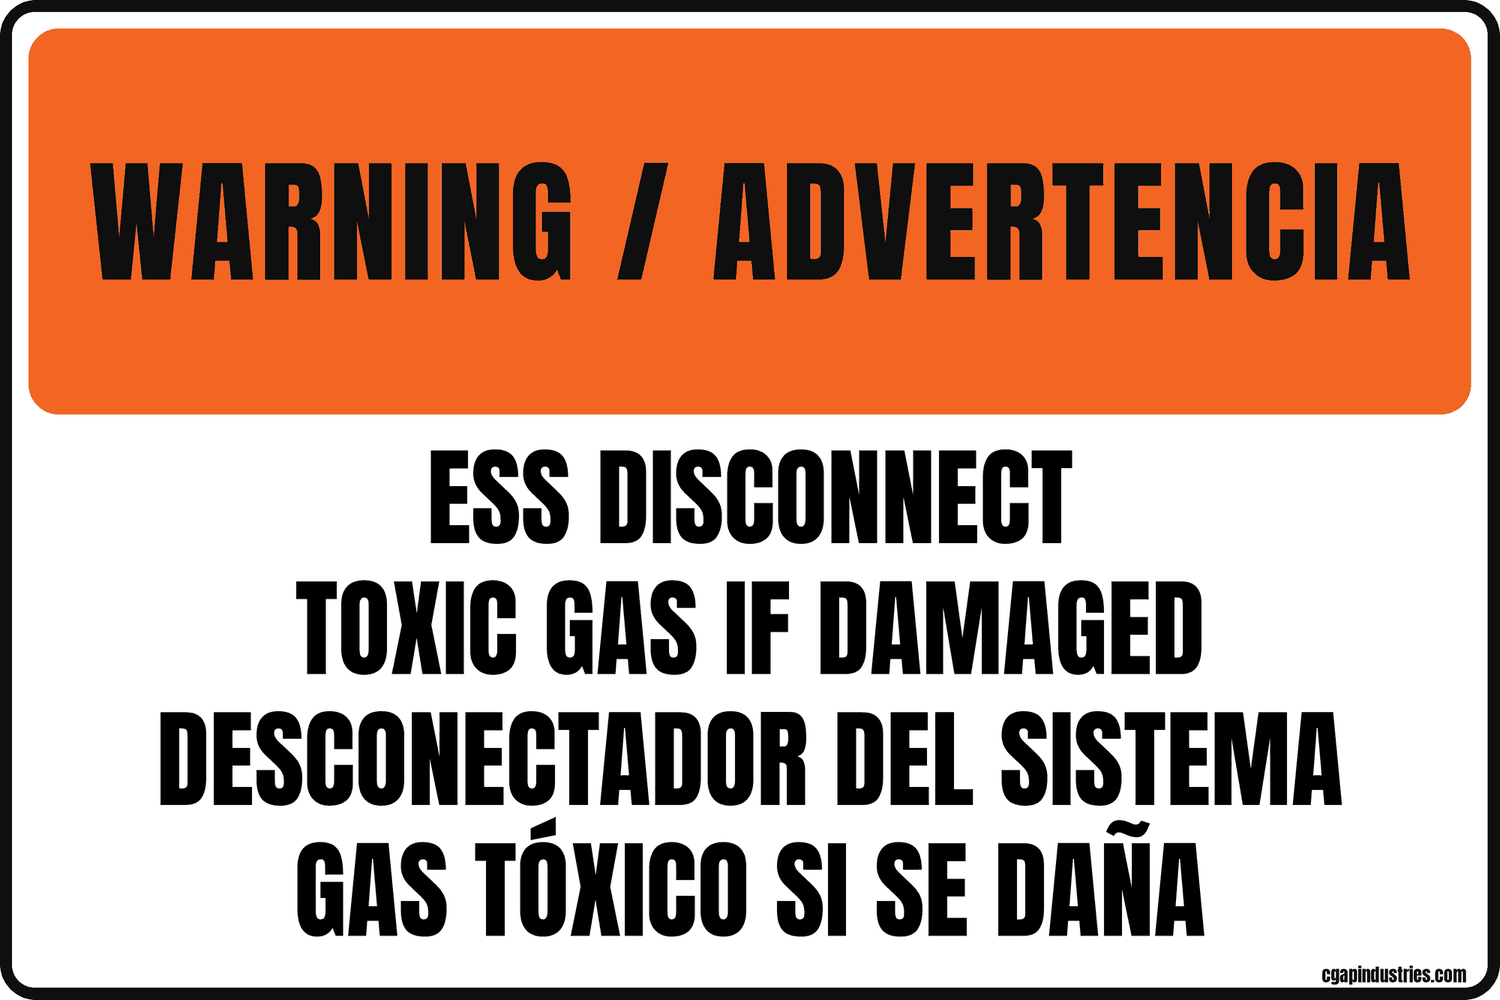 WARNING / ADVERTENCIA
ESS DISCONNECT
TOXIC GAS IF DAMAGED
DESCONECTADOR DEL SISTEMA
GAS TÓXICO SI SE DAÑA
cgapindustries.com